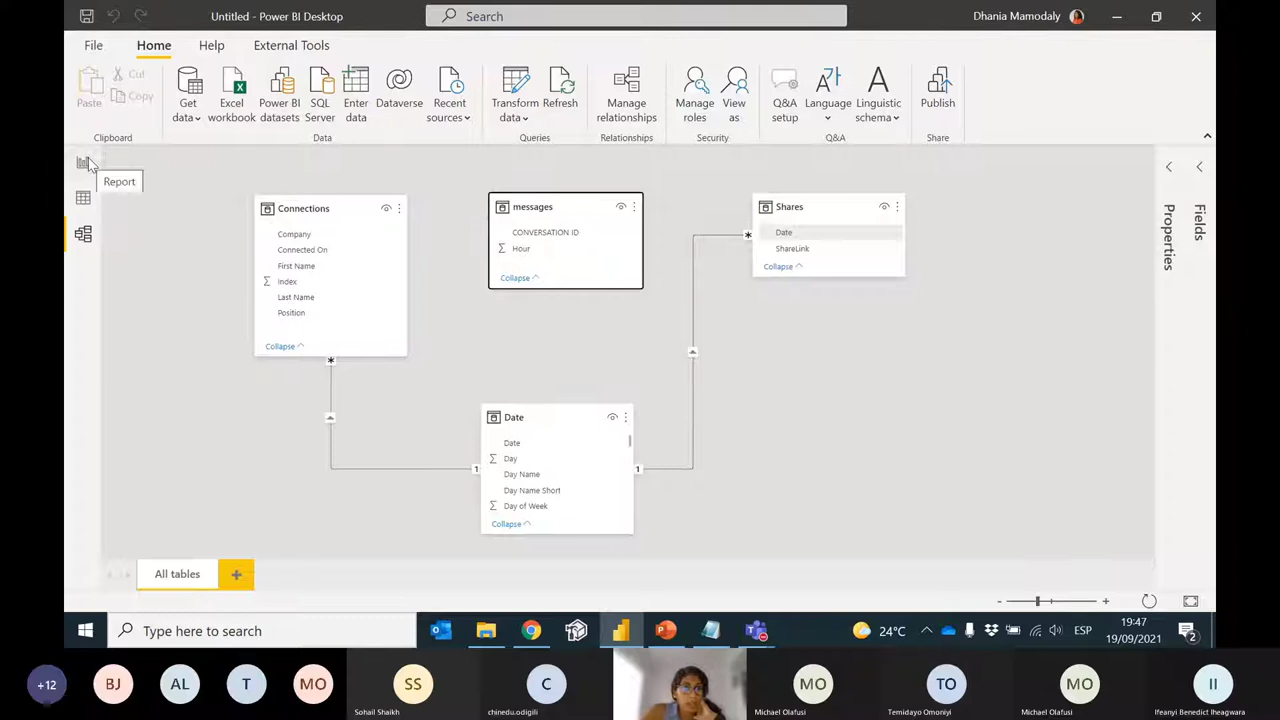 Untitled - Power BI Desktop
Search
Dhania Mamodaly
File
Home
Help
External Tools
Paste
Cut
Copy
Get data
Excel workbook
Power BI datasets
SQL Server
Enter data
Dataverse
Recent sources
Transform data
Refresh
Manage relationships
Manage roles
View as
Q&A setup
Language
Linguistic schema
Publish
Clipboard
Data
Queries
Relationships
Security
Q&A
Share
Report
Connections
Company
Connected On
First Name
Index
Last Name
Position
Collapse
messages
CONVERSATION ID
Hour
Collapse
Shares
Date
ShareLink
Collapse
Properties
Fields
*
*
1
1
Date
Date
Day
Day Name
Day Name Short
Day of Week
Collapse
All tables
+
- +
Type here to search
24°C
ESP
19:47
19/09/2021
2
+12
BJ
AL
T
MO
SS
Sohail Shaikh
C
chinedu.odigili
MO
Michael Olafusi
TO
Temidayo Omoniyi
MO
Michael Olafusi
II
Ifeanyi Benedict Iheagwara